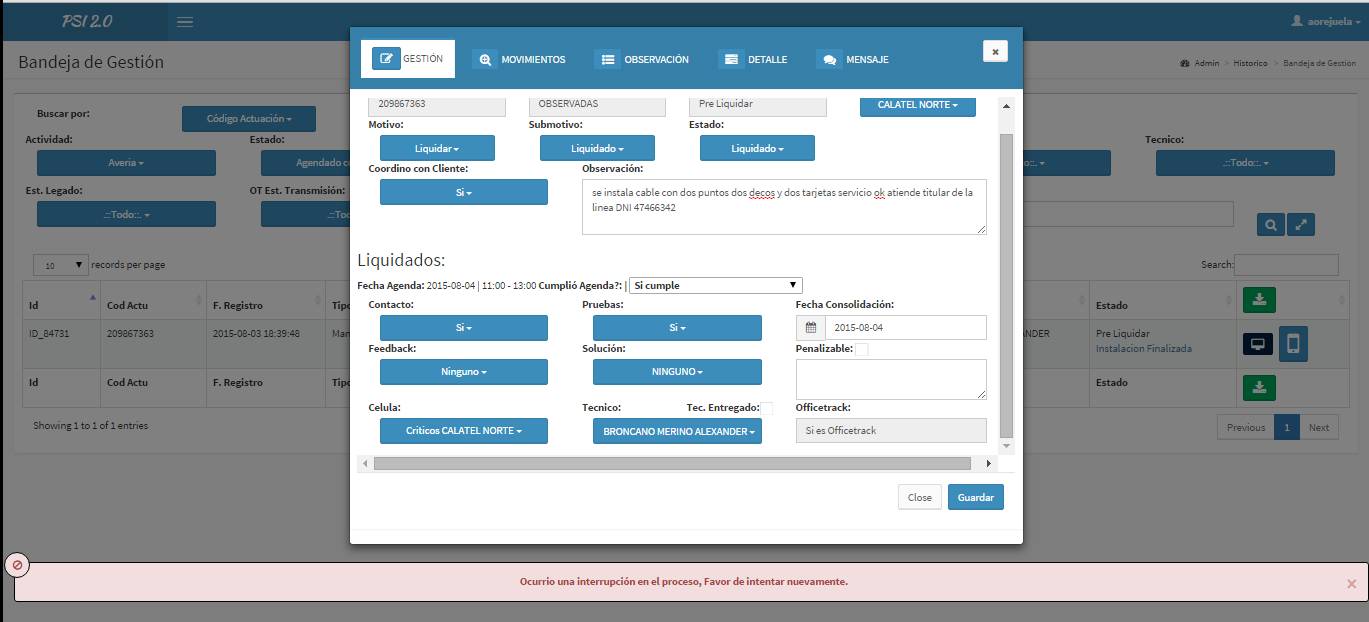 PSI 2.0
aorejuela
Bandeja de Gestión
Admin > Historico > Bandeja de Gestion
GESTIÓN
MOVIMIENTOS
OBSERVACIÓN
DETALLE
MENSAJE
×
Buscar por:
Código Actuación
Actividad:
Estado:
Tecnico:
Averia
Agendado c
.::Todo::.
Est. Legado:
OT Est. Transmisión:
.::Todo::.
.::To
209867363
OBSERVADAS
Pre Liquidar
CALATEL NORTE
Motivo:
Submotivo:
Estado:
Liquidar
Liquidado
Liquidado
Coordino con Cliente:
Observación:
Si
se instala cable con dos puntos dos decos y dos tarjetas servicio ok atiende titular de la
linea DNI 47466342
Liquidados:
Fecha Agenda: 2015-08-04 | 11:00 - 13:00 Cumplió Agenda?: | Si cumple
Contacto:
Pruebas:
Fecha Consolidación:
Si
Si
2015-08-04
Feedback:
Solución:
Penalizable:
Ninguno
NINGUNO
Celula:
Tecnico:
Tec. Entregado:
Officetrack:
Criticos CALATEL NORTE
BRONCANO MERINO ALEXANDER
Si es Officetrack
Close
Guardar
10 records per page
Search:
Id
Cod Actu
F. Registro
Tipo
Estado
ID_84731
209867363
2015-08-03 18:39:48
Man
ANDER
Pre Liquidar
Instalacion Finalizada
Id
Cod Actu
F. Registro
Tipo
Estado
Showing 1 to 1 of 1 entries
Previous
1
Next
Ocurrio una interrupción en el proceso, Favor de intentar nuevamente.
×